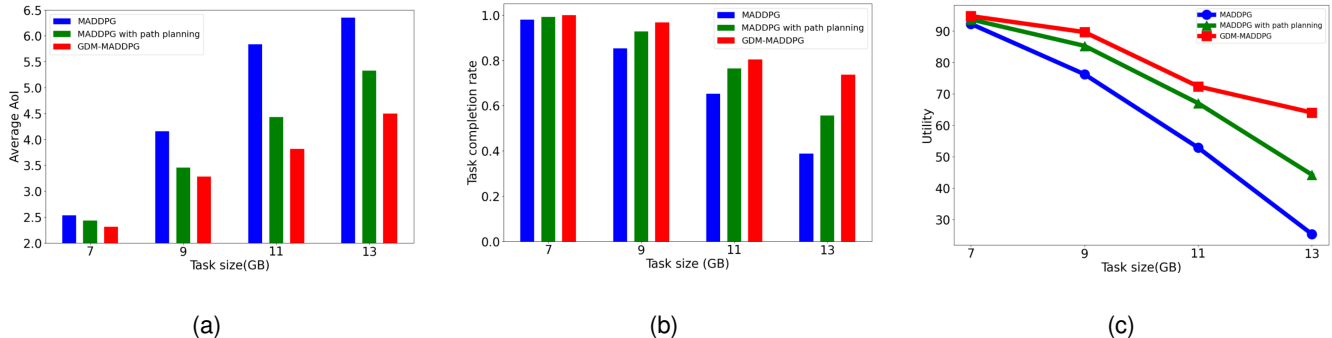 6.5
6.0
5.5
5.0
4.5
4.0
3.5
3.0
2.5
2.0
Average AoI
MADDPG
MADDPG with path planning
GDM-MADDPG
7
9
11
13
Task size(GB)
(a)
1.0
0.8
0.6
0.4
0.2
0.0
Task completion rate
MADDPG
MADDPG with path planning
GDM-MADDPG
7
9
11
13
Task size(GB)
(b)
90
80
70
60
50
40
30
Utility
MADDPG
MADDPG with path planning
GDM-MADDPG
7
9
11
13
Task size(GB)
(c)